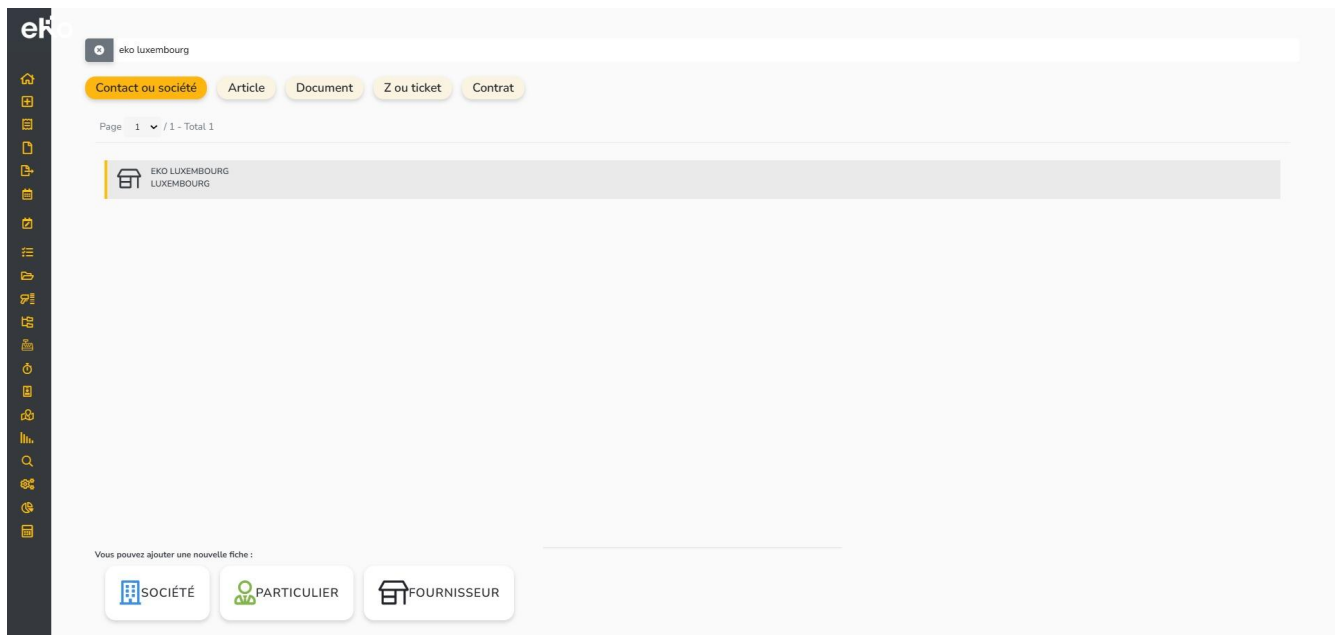 eko
eko luxembourg
Contact ou société Article Document Z ou ticket Contrat
Page 1 / 1 - Total 1
EKO LUXEMBOURG
LUXEMBOURG
Vous pouvez ajouter une nouvelle fiche :
SOCIÉTÉ PARTICULIER FOURNISSEUR